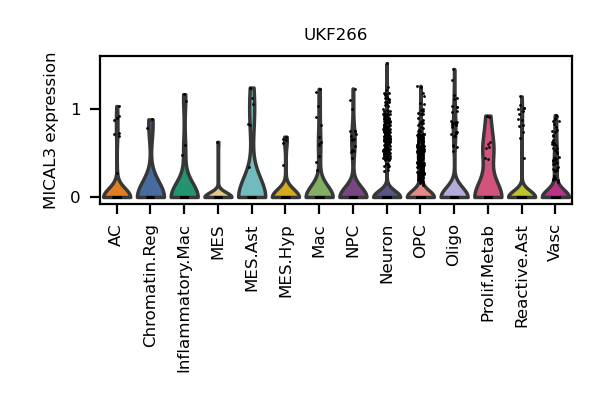 UKF266
MICAL3 expression
1
0
AC
Chromatin.Reg
Inflammatory.Mac
MES
MES.Ast
MES.Hyp
Mac
NPC
Neuron
OPC
Oligo
Prolif.Metab
Reactive.Ast
Vasc